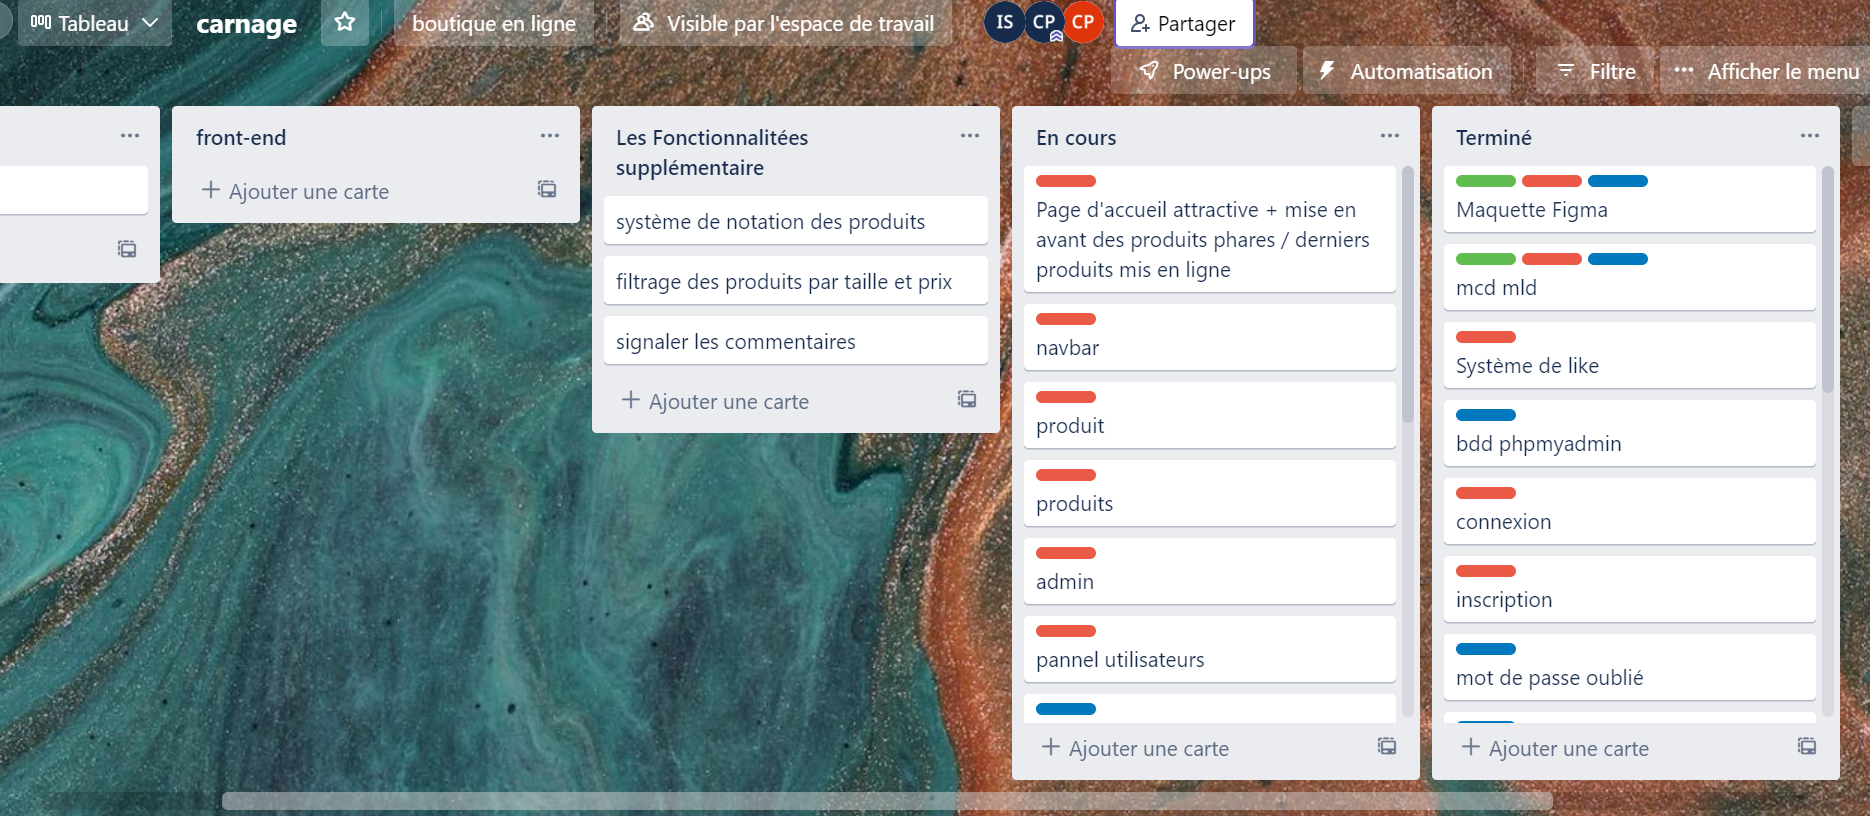 Tableau
carnage
boutique en ligne
Visible par l'espace de travail
IS
CP
CP
Partager
Power-ups
Automatisation
Filtre
Afficher le menu
front-end
Ajouter une carte
Les Fonctionnalitées
supplémentaire
système de notation des produits
filtrage des produits par taille et prix
signaler les commentaires
Ajouter une carte
En cours
Page d'accueil attractive + mise en
avant des produits phares / derniers
produits mis en ligne
navbar
produit
produits
admin
pannel utilisateurs
Ajouter une carte
Terminé
Maquette Figma
mcd mld
Système de like
bdd phpmyadmin
connexion
inscription
mot de passe oublié
Ajouter une carte